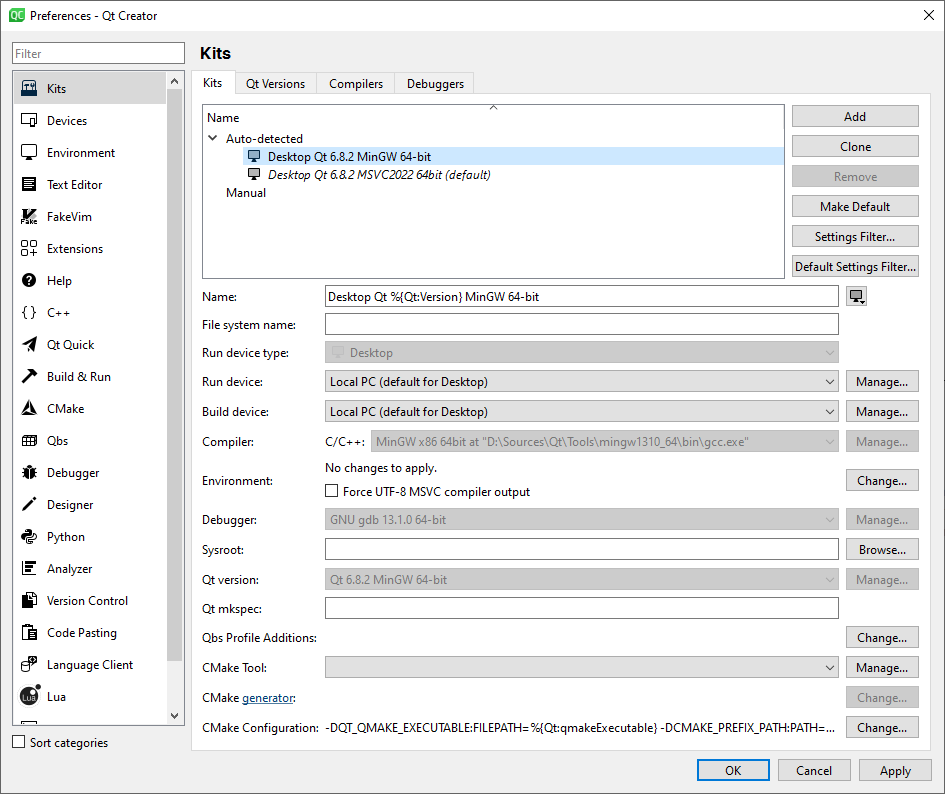 Preferences - Qt Creator
Filter
Kits
Devices
Environment
Text Editor
FakeVim
Extensions
Help
C++
Qt Quick
Build & Run
CMake
Qbs
Debugger
Designer
Python
Analyzer
Version Control
Code Pasting
Language Client
Lua
Sort categories
Kits
Kits Qt Versions Compilers Debuggers
Name
Auto-detected
Desktop Qt 6.8.2 MinGW 64-bit
Desktop Qt 6.8.2 MSVC2022 64bit (default)
Manual
Add
Clone
Remove
Make Default
Settings Filter...
Default Settings Filter...
Name: Desktop Qt %{Qt:Version} MinGW 64-bit
File system name:
Run device type: Desktop
Run device: Local PC (default for Desktop) Manage...
Build device: Local PC (default for Desktop) Manage...
Compiler: C/C++: MinGW x86 64bit at "D:\Sources\Qt\Tools\mingw1310_64\bin\gcc.exe" Manage...
No changes to apply.
Environment: Change...
Force UTF-8 MSVC compiler output
Debugger: GNU gdb 13.1.0 64-bit Manage...
Sysroot: Browse...
Qt version: Qt 6.8.2 MinGW 64-bit Manage...
Qt mkspec:
Qbs Profile Additions: Change...
CMake Tool: Manage...
CMake generator: Change...
CMake Configuration: -DQT_QMAKE_EXECUTABLE:FILEPATH=%{Qt:qmakeExecutable} -DCMAKE_PREFIX_PATH:PATH=... Change...
OK Cancel Apply